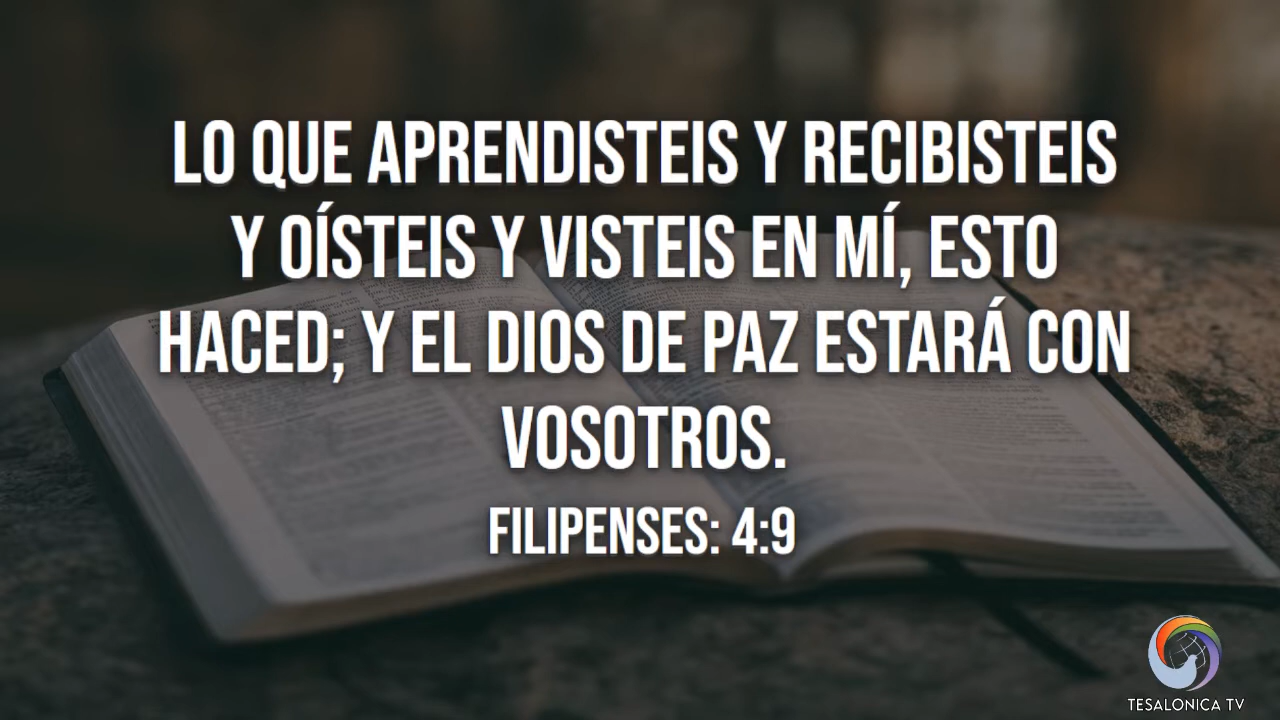 LO QUE APRENDISTEIS Y RECIBISTEIS
Y OÍSTEIS Y VISTEIS EN MÍ, ESTO
HACED; Y EL DIOS DE PAZ ESTARÁ CON
VOSOTROS.
FILIPENSES: 4:9
TESALONICA TV